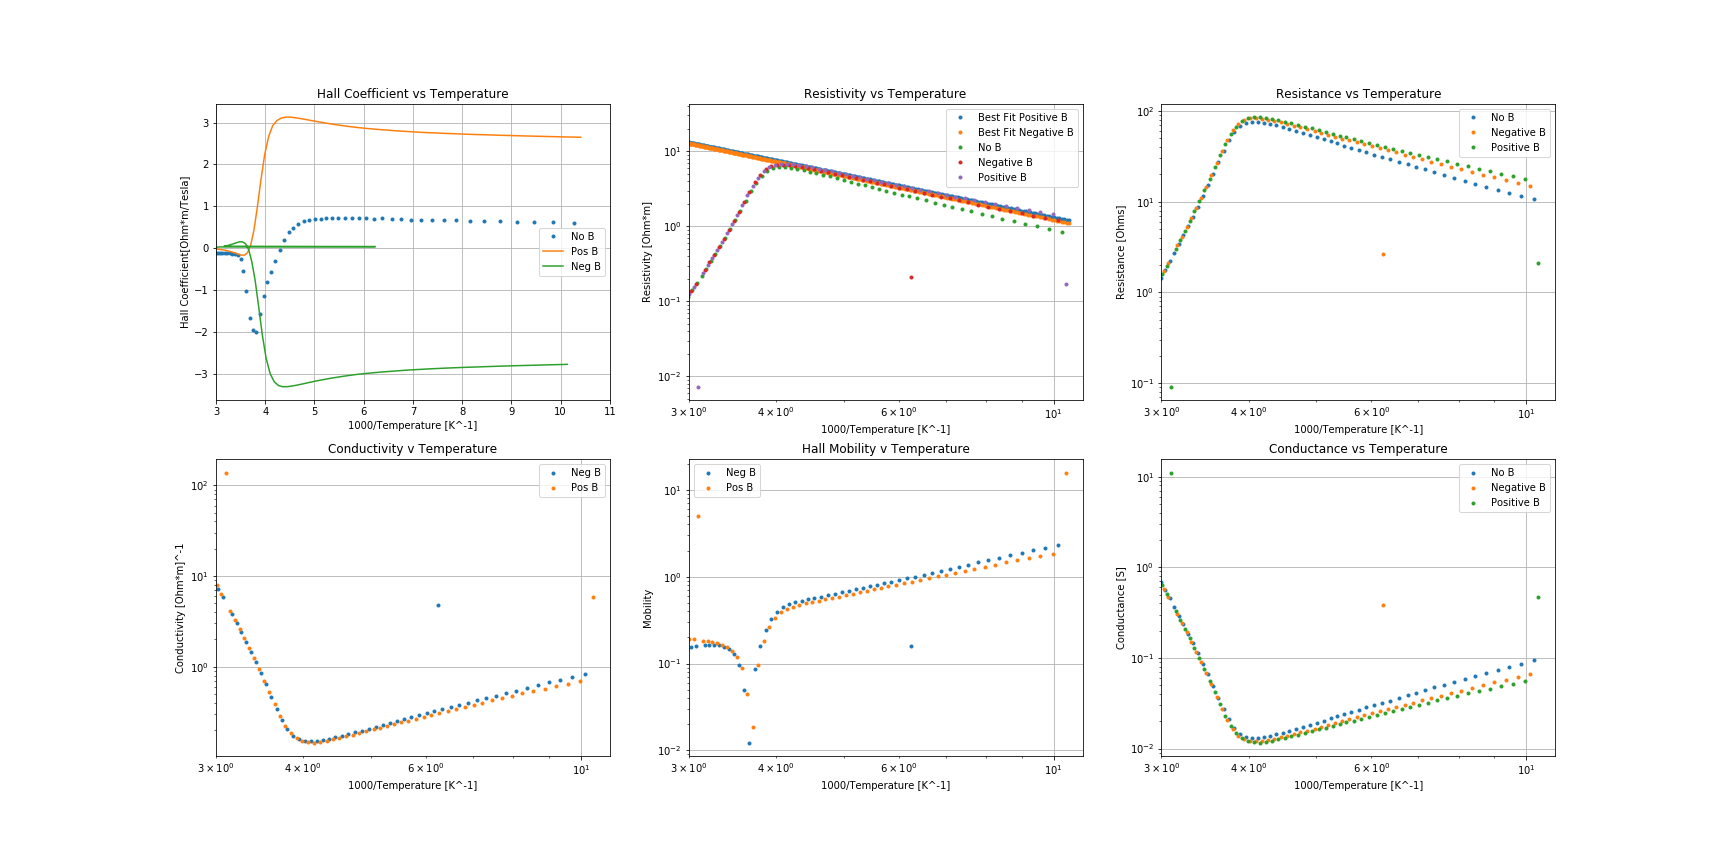 Hall Coefficient vs Temperature
Hall Coefficient[Ohm*m/Tesla]
3
2
1
0
−1
−2
−3
No B
Pos B
Neg B
3 4 5 6 7 8 9 10 11
1000/Temperature [K^-1]
Resistivity vs Temperature
Resistivity [Ohm*m]
10¹
10⁰
10⁻¹
10⁻²
Best Fit Positive B
Best Fit Negative B
No B
Negative B
Positive B
3 × 10⁰ 4 × 10⁰ 6 × 10⁰ 10¹
1000/Temperature [K^-1]
Resistance vs Temperature
Resistance [Ohms]
10²
10¹
10⁰
10⁻¹
No B
Negative B
Positive B
3 × 10⁰ 4 × 10⁰ 6 × 10⁰ 10¹
1000/Temperature [K^-1]
Conductivity v Temperature
Conductivity [Ohm*m]^-1
10²
10¹
10⁰
Neg B
Pos B
3 × 10⁰ 4 × 10⁰ 6 × 10⁰ 10¹
1000/Temperature [K^-1]
Hall Mobility v Temperature
Mobility
10¹
10⁰
10⁻¹
10⁻²
Neg B
Pos B
3 × 10⁰ 4 × 10⁰ 6 × 10⁰ 10¹
1000/Temperature [K^-1]
Conductance vs Temperature
Conductance [S]
10¹
10⁰
10⁻¹
10⁻²
No B
Negative B
Positive B
3 × 10⁰ 4 × 10⁰ 6 × 10⁰ 10¹
1000/Temperature [K^-1]